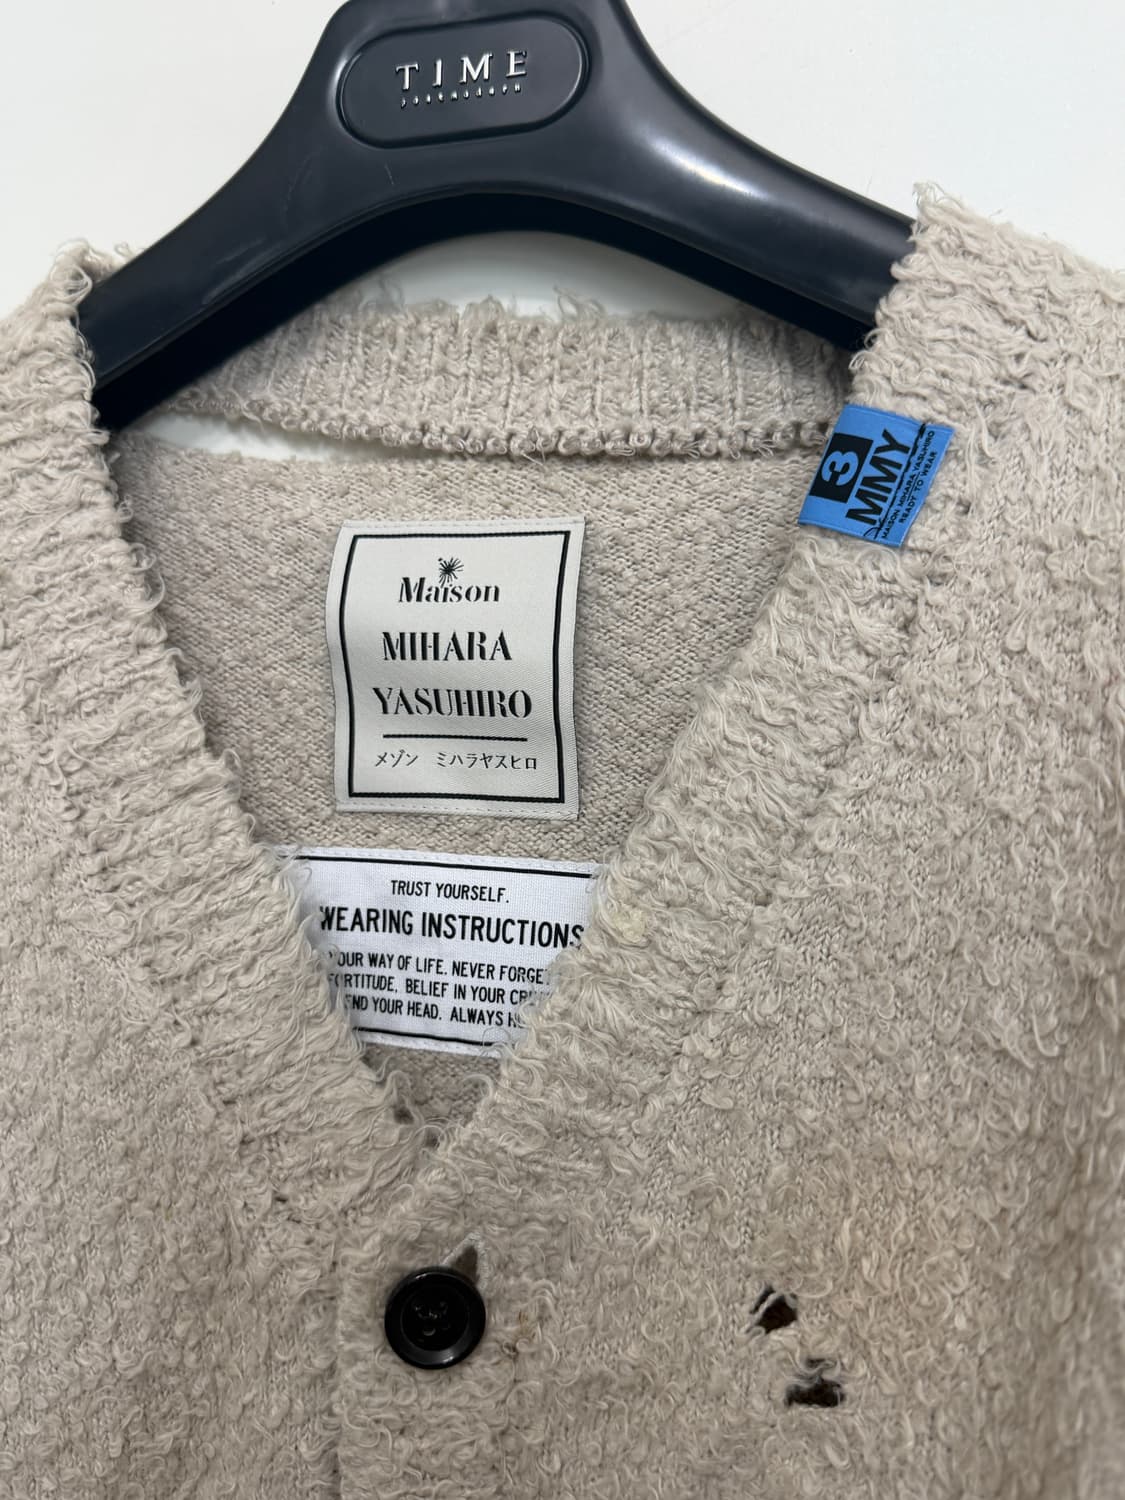 TIME
Maison
MIHARA
YASUHIRO
メゾン ミハラヤスヒロ
3
MMY
MAISON MIHARA YASUHIRO
READY TO WEAR
TRUST YOURSELF.
WEARING INSTRUCTIONS
OUR WAY OF LIFE. NEVER FORGE
FORTITUDE, BELIEF IN YOUR
END YOUR HEAD. ALWAYS